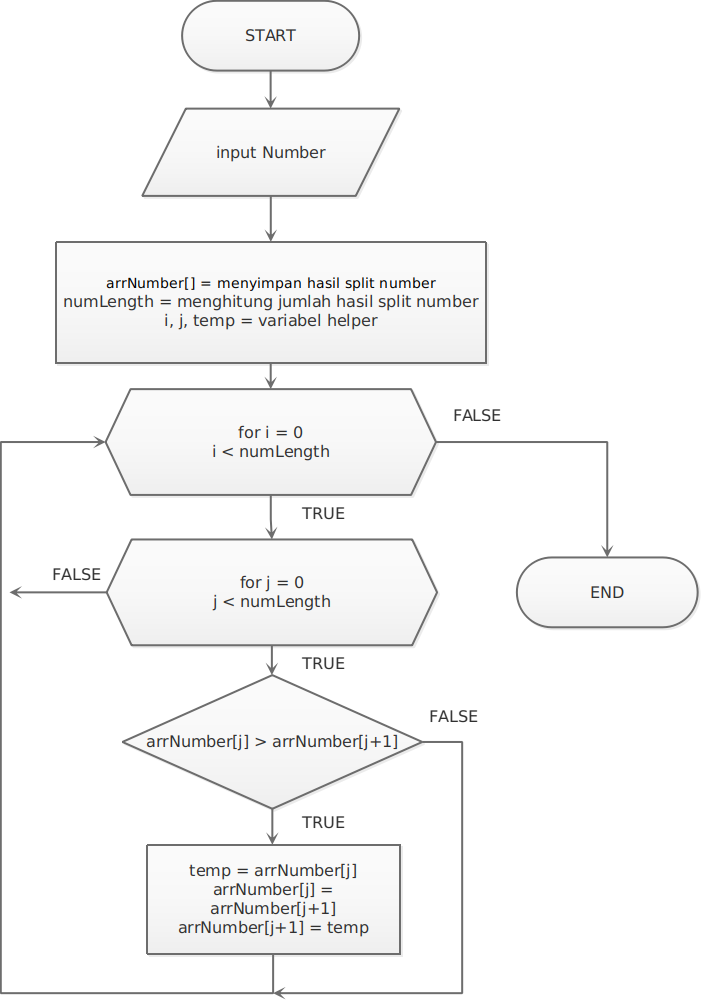 START
input Number
arrNumber[] = menyimpan hasil split number
numLength = menghitung jumlah hasil split number
i, j, temp = variabel helper
for i = 0
i < numLength
FALSE
TRUE
for j = 0
j < numLength
FALSE
END
TRUE
arrNumber[j] > arrNumber[j+1]
FALSE
TRUE
temp = arrNumber[j]
arrNumber[j] =
arrNumber[j+1]
arrNumber[j+1] = temp